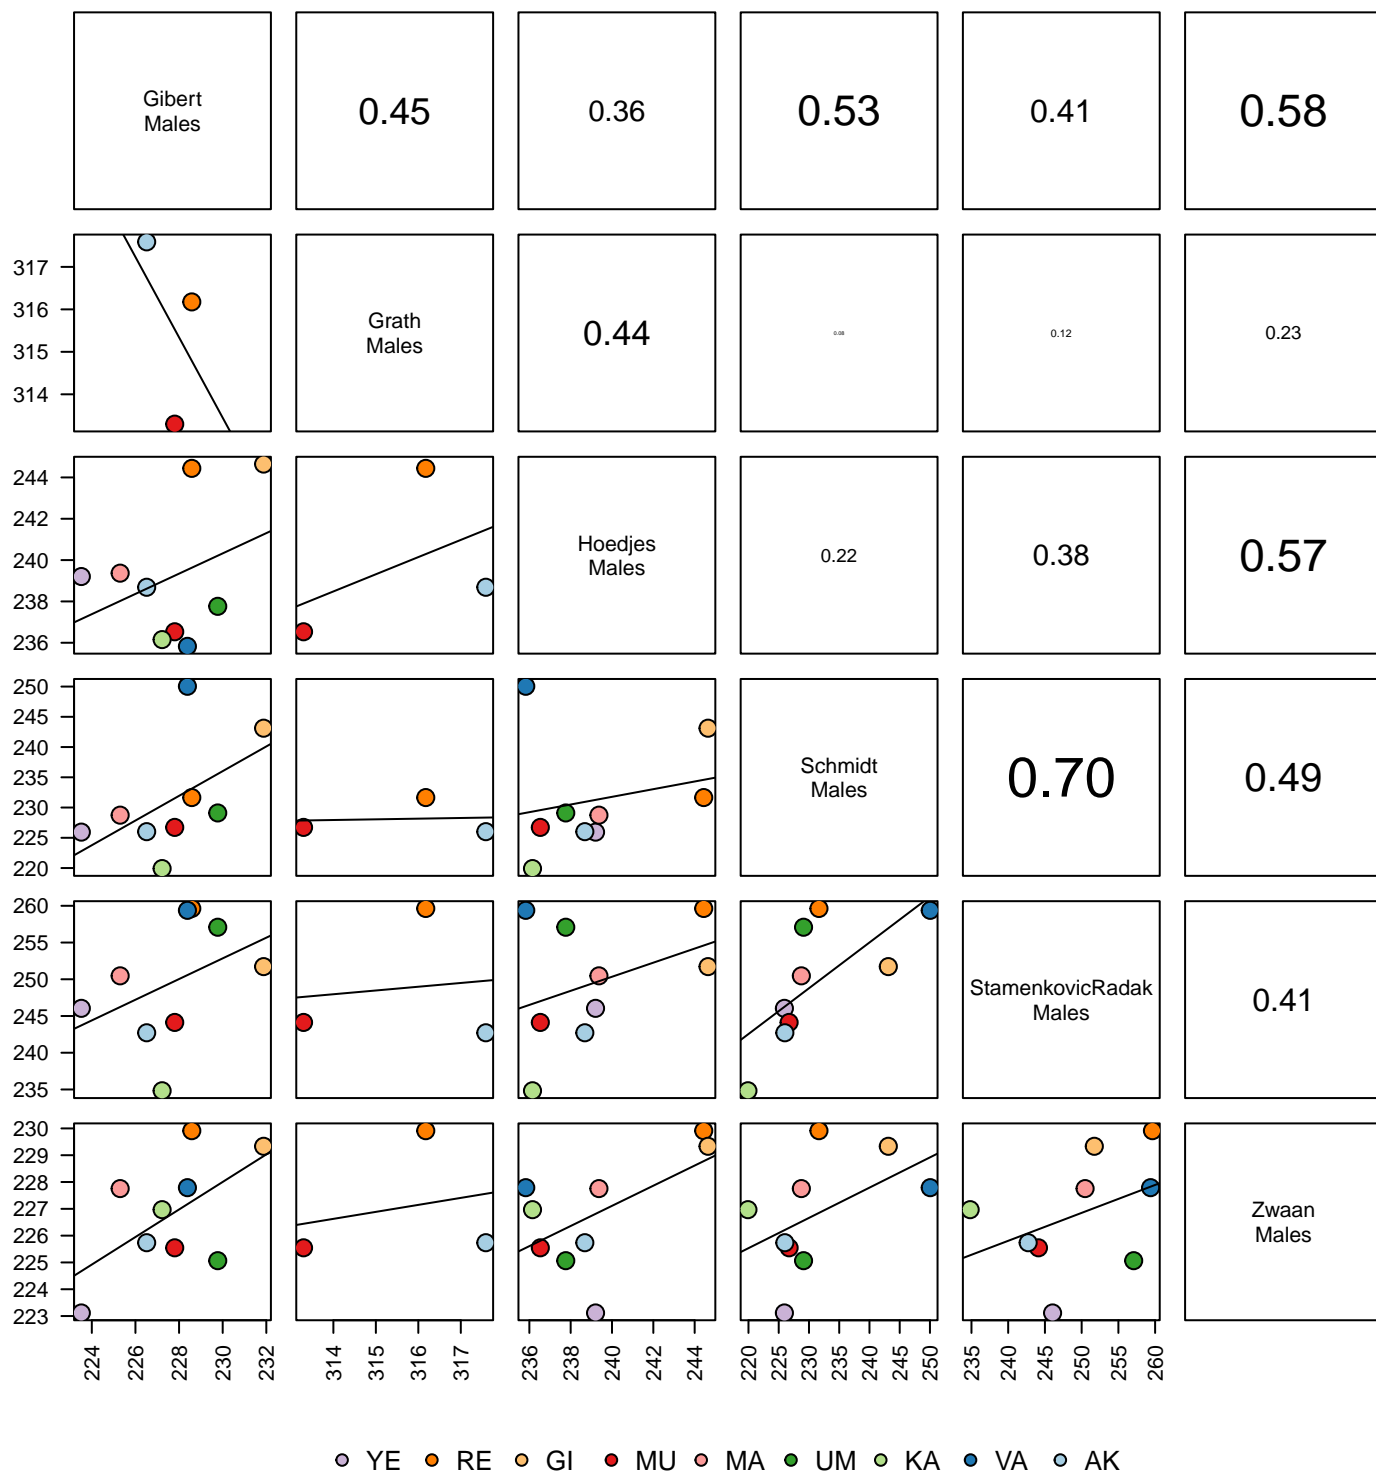 Gibert
Males
0.45
0.36
0.53
0.41
0.58
317
316
315
314
Grath
Males
0.44
0.08
0.12
0.23
244
242
240
238
236
Hoedjes
Males
0.22
0.38
0.57
250
245
240
235
230
225
220
Schmidt
Males
0.70
0.49
260
255
250
245
240
235
StamenkovicRadak
Males
0.41
230
229
228
227
226
225
224
223
Zwaan
Males
224 226 228 230 232
314 315 316 317
236 238 240 242 244
220 225 230 235 240 245 250
235 240 245 250 255 260
YE RE GI MU MA UM KA VA AK